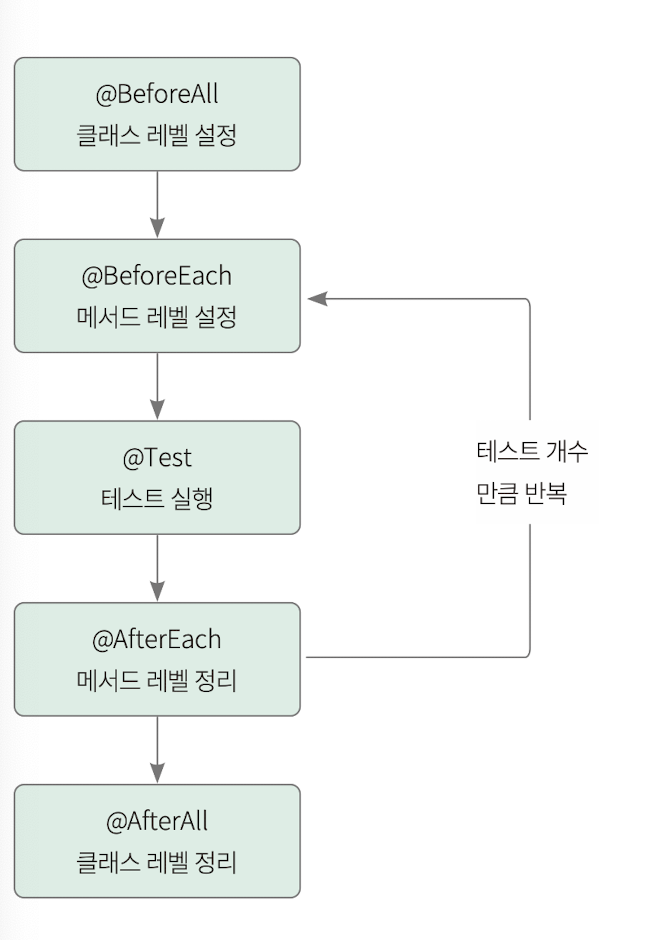 @BeforeAll
클래스 레벨 설정
@BeforeEach
메서드 레벨 설정
@Test
테스트 실행
테스트 개수
만큼 반복
@AfterEach
메서드 레벨 정리
@AfterAll
클래스 레벨 정리